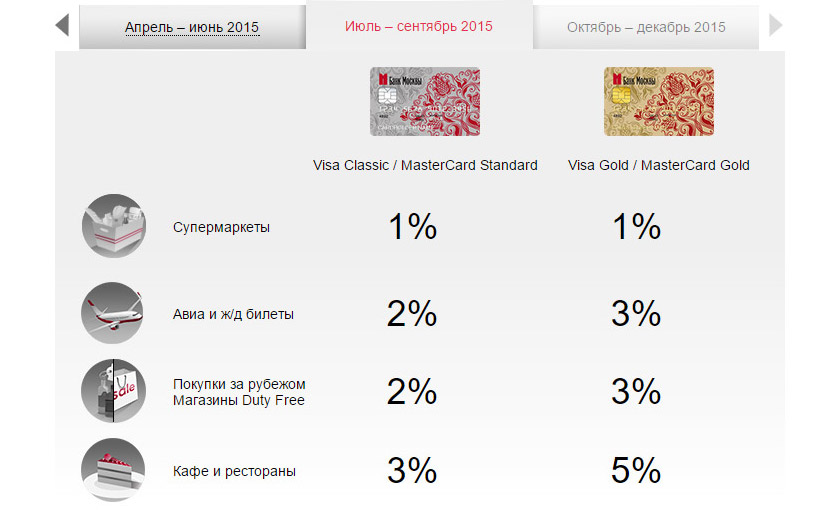 Апрель – июнь 2015
Июль – сентябрь 2015
Октябрь – декабрь 2015
Банк Москвы
Банк Москвы
Visa Classic / MasterCard Standard
Visa Gold / MasterCard Gold
Супермаркеты
1%
1%
Авиа и ж/д билеты
2%
3%
Покупки за рубежом
Магазины Duty Free
2%
3%
sale
Кафе и рестораны
3%
5%